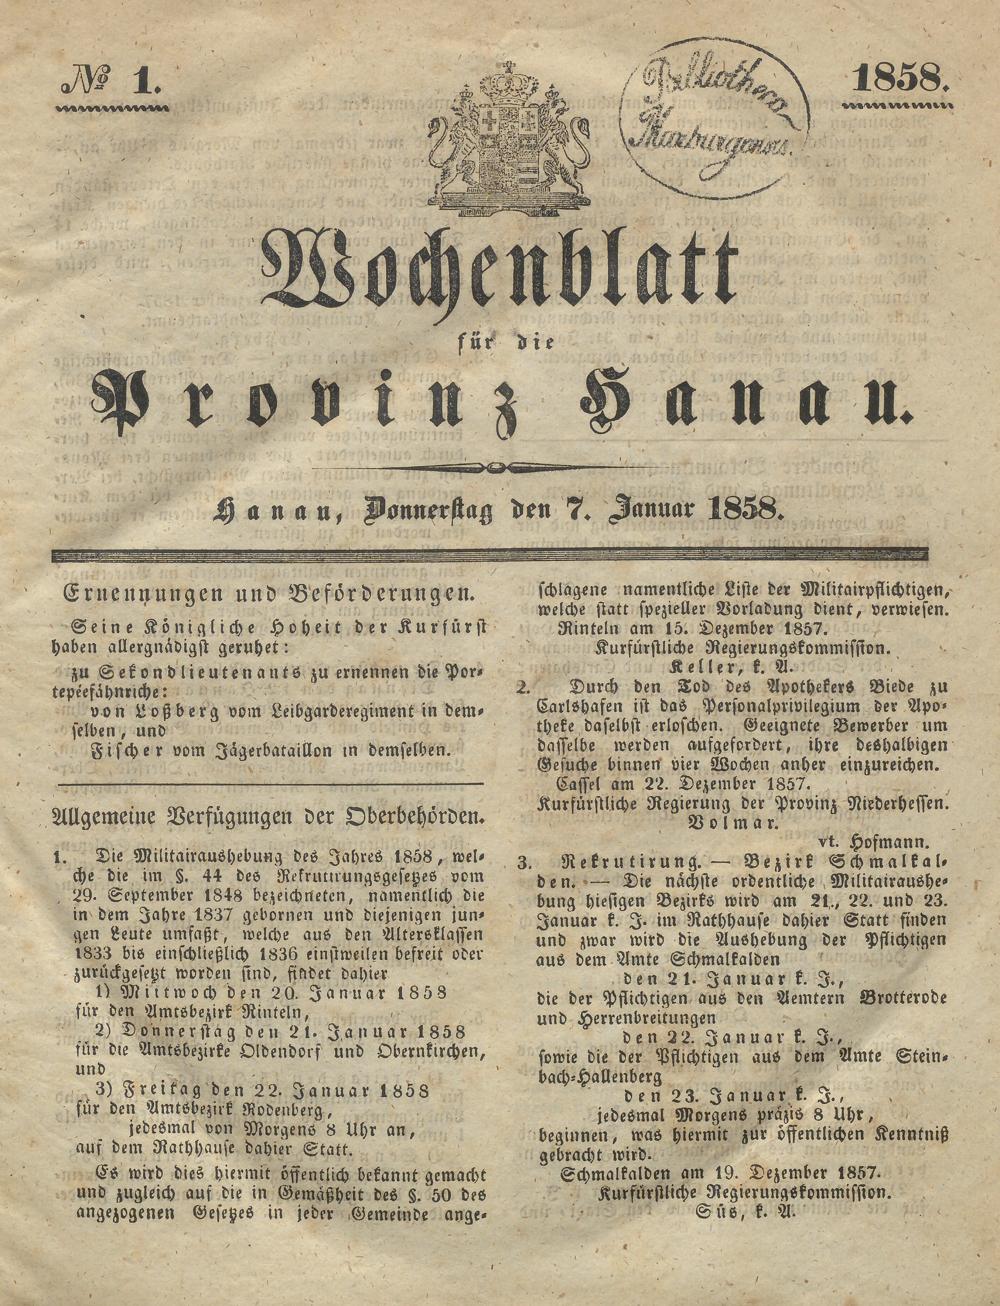 № 1.
1858.
Bibliotheca
Marburgensis.
Wochenblatt
für die
Provinz Hanau.
Hanau, Donnerstag den 7. Januar 1858.
Ernennungen und Beförderungen.
Seine Königliche Hoheit der Kurfürst
haben allergnädigst geruhet:
zu Sekondlieutenants zu ernennen die Por-
tepeefähnriche:
von Loßberg vom Leibgarderegiment in dem-
selben, und
Fischer vom Jägerbataillon in demselben.
Allgemeine Verfügungen der Oberbehörden.
1. Die Militairaushebung des Jahres 1858, wel-
che die im §. 44 des Rekrutirungsgesetzes vom
29. September 1848 bezeichneten, namentlich die
in dem Jahre 1837 gebornen und diejenigen jun-
gen Leute umfaßt, welche aus den Altersklassen
1833 bis einschließlich 1836 einstweilen befreit oder
zurückgesetzt worden sind, findet dahier
1) Mittwoch den 20. Januar 1858
für den Amtsbezirk Rinteln,
2) Donnerstag den 21. Januar 1858
für die Amtsbezirke Oldendorf und Obernkirchen,
und
3) Freitag den 22. Januar 1858
für den Amtsbezirk Rodenberg,
jedesmal von Morgens 8 Uhr an,
auf dem Rathhause dahier Statt.
Es wird dies hiermit öffentlich bekannt gemacht
und zugleich auf die in Gemäßheit des §. 50 des
angezogenen Gesetzes in jeder Gemeinde ange-
schlagene namentliche Liste der Militairpflichtigen,
welche statt spezieller Vorladung dient, verwiesen.
Rinteln am 15. Dezember 1857.
Kurfürstliche Regierungskommission.
Keller, k. A.
2. Durch den Tod des Apothekers Biede zu
Carlshafen ist das Personalprivilegium der Apo-
theke daselbst erloschen. Geeignete Bewerber um
dasselbe werden aufgefordert, ihre deshalbigen
Gesuche binnen vier Wochen anher einzureichen.
Cassel am 22. Dezember 1857.
Kurfürstliche Regierung der Provinz Niederhessen.
Volmar.
vt. Hofmann.
3. Rekrutirung. — Bezirk Schmalkal-
den. — Die nächste ordentliche Militairaushe-
bung hiesigen Bezirks wird am 21., 22. und 23.
Januar k. J. im Rathhause dahier Statt finden
und zwar wird die Aushebung der Pflichtigen
aus dem Amte Schmalkalden
den 21. Januar k. J.,
die der Pflichtigen aus den Aemtern Brotterode
und Herrenbreitungen
den 22. Januar k. J.,
sowie die der Pflichtigen aus dem Amte Stein-
bach-Hallenberg
den 23. Januar k. J.,
jedesmal Morgens präzis 8 Uhr,
beginnen, was hiermit zur öffentlichen Kenntniß
gebracht wird.
Schmalkalden am 19. Dezember 1857.
Kurfürstliche Regierungskommission.
Süs, k. A.